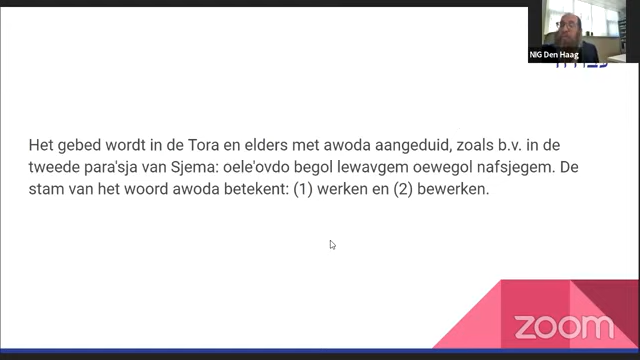 NIG Den Haag
Het gebed wordt in de Tora en elders met awoda aangeduid, zoals b.v. in de
tweede para'sja van Sjema: oele'ovdo begol lewavgem oewegol nafsjegem. De
stam van het woord awoda betekent: (1) werken en (2) bewerken.
zoom